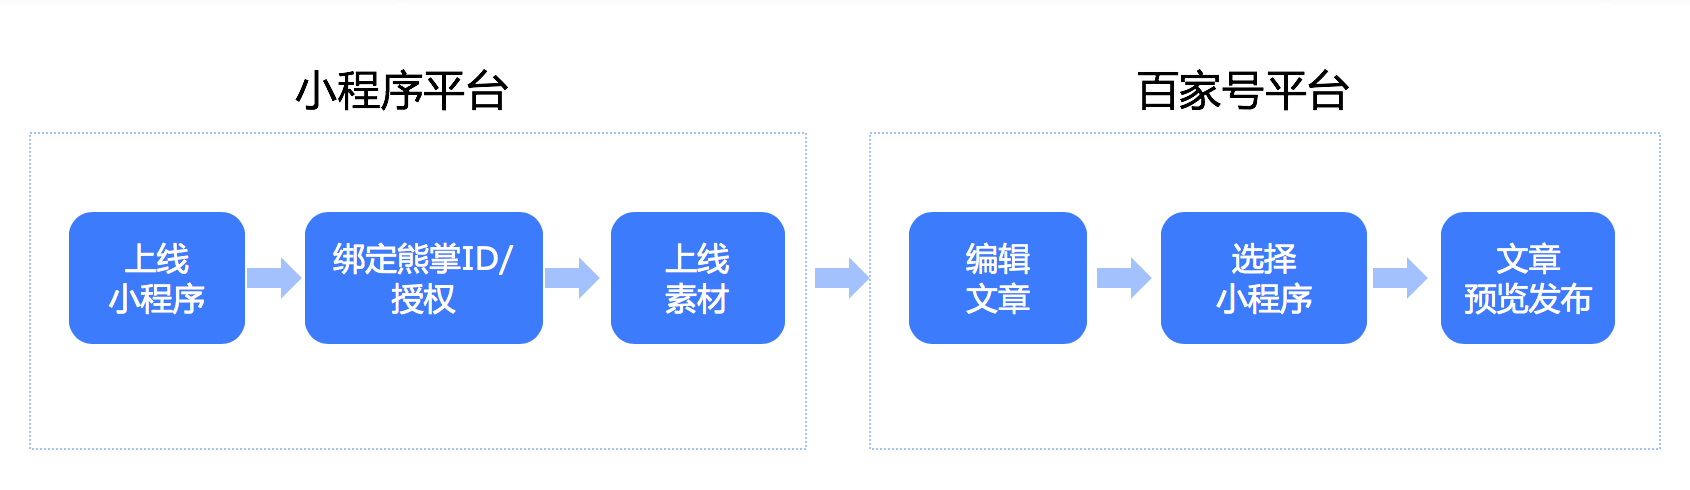 小程序平台
百家号平台
上线
小程序
绑定熊掌ID/
授权
上线
素材
编辑
文章
选择
小程序
文章
预览发布